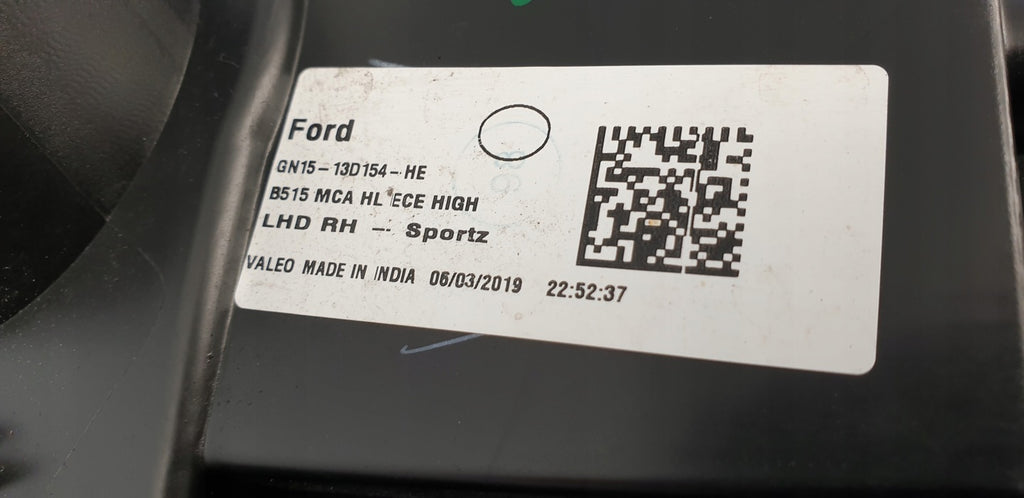 Ford
GN15-13D154-HE
B515 MCA HL ECE HIGH
LHD RH - Sportz
VALEO MADE IN INDIA 06/03/2019 22:52:37